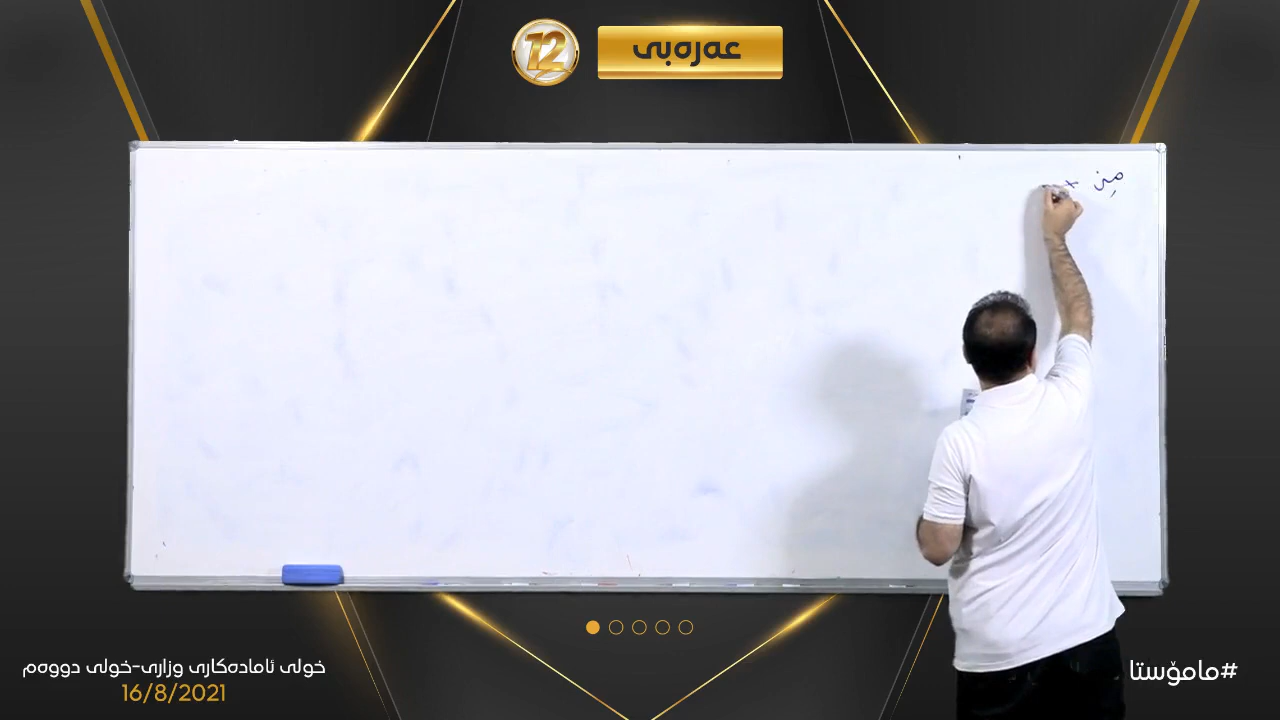 12
عەرەبی
مِن +
خولی ئامادەکاری وزاری-خولی دووەم
16/8/2021
#مامۆستا